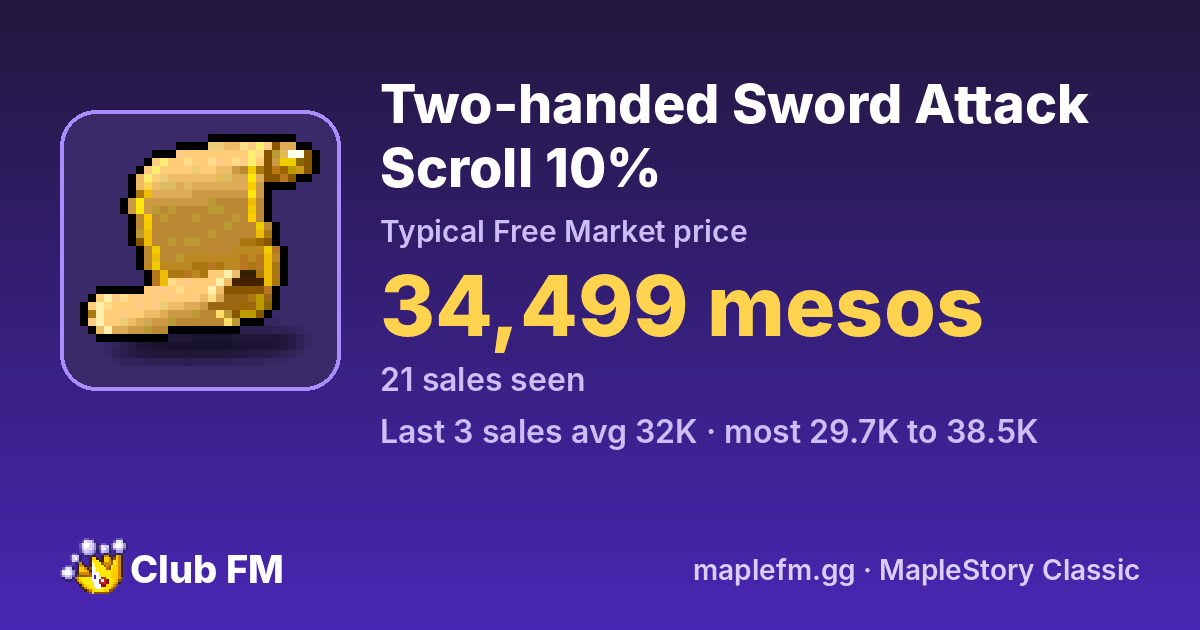 Two-handed Sword Attack
Scroll 10%
Typical Free Market price
34,499 mesos
21 sales seen
Last 3 sales avg 32K · most 29.7K to 38.5K
Club FM
maplefm.gg · MapleStory Classic